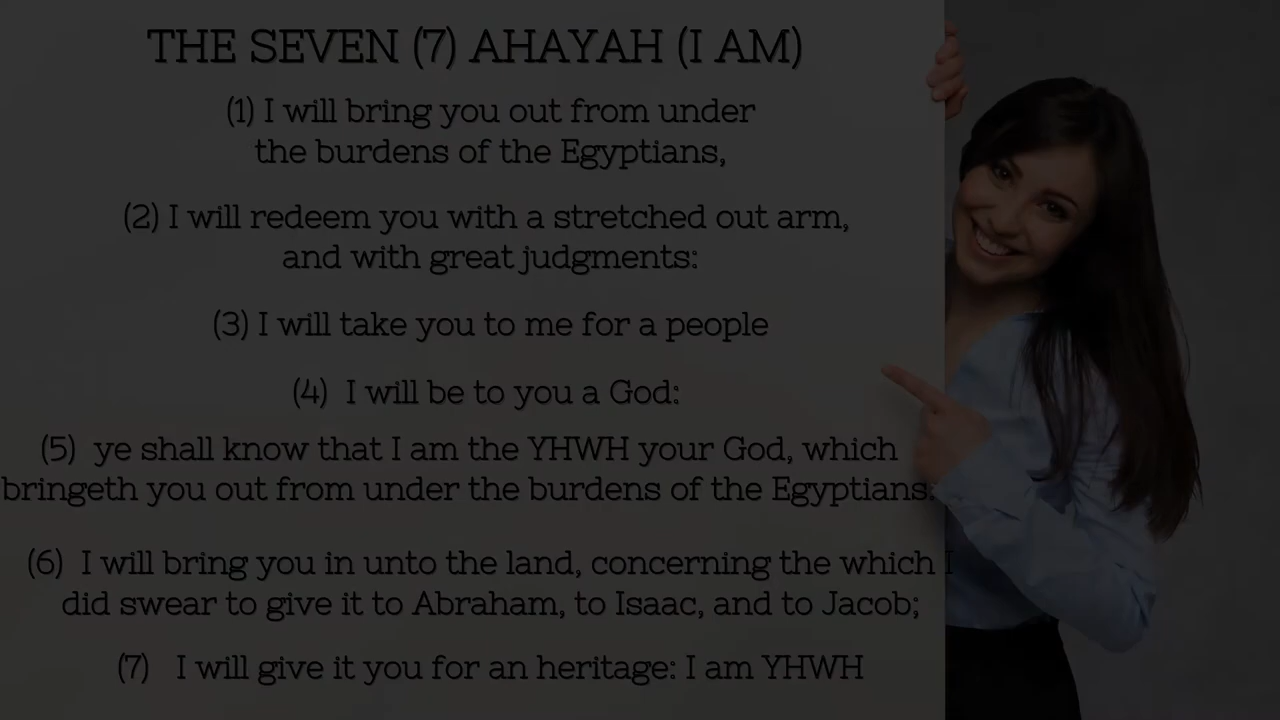 THE SEVEN (7) AHAYAH (I AM)
(1) I will bring you out from under
the burdens of the Egyptians,
(2) I will redeem you with a stretched out arm,
and with great judgments:
(3) I will take you to me for a people
(4) I will be to you a God:
(5) ye shall know that I am the YHWH your God, which
bringeth you out from under the burdens of the Egyptians.
(6) I will bring you in unto the land, concerning the which I
did swear to give it to Abraham, to Isaac, and to Jacob;
(7) I will give it you for an heritage: I am YHWH